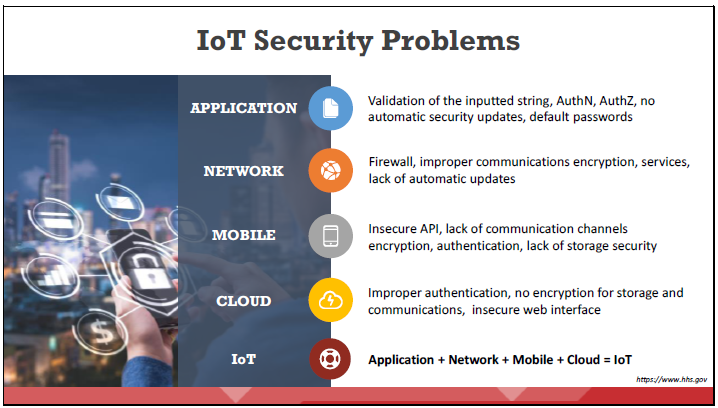 IoT Security Problems
APPLICATION
Validation of the inputted string, AuthN, AuthZ, no
automatic security updates, default passwords
NETWORK
Firewall, improper communications encryption, services,
lack of automatic updates
MOBILE
Insecure API, lack of communication channels
encryption, authentication, lack of storage security
CLOUD
Improper authentication, no encryption for storage and
communications, insecure web interface
IoT
Application + Network + Mobile + Cloud = IoT
https://www.hhs.gov